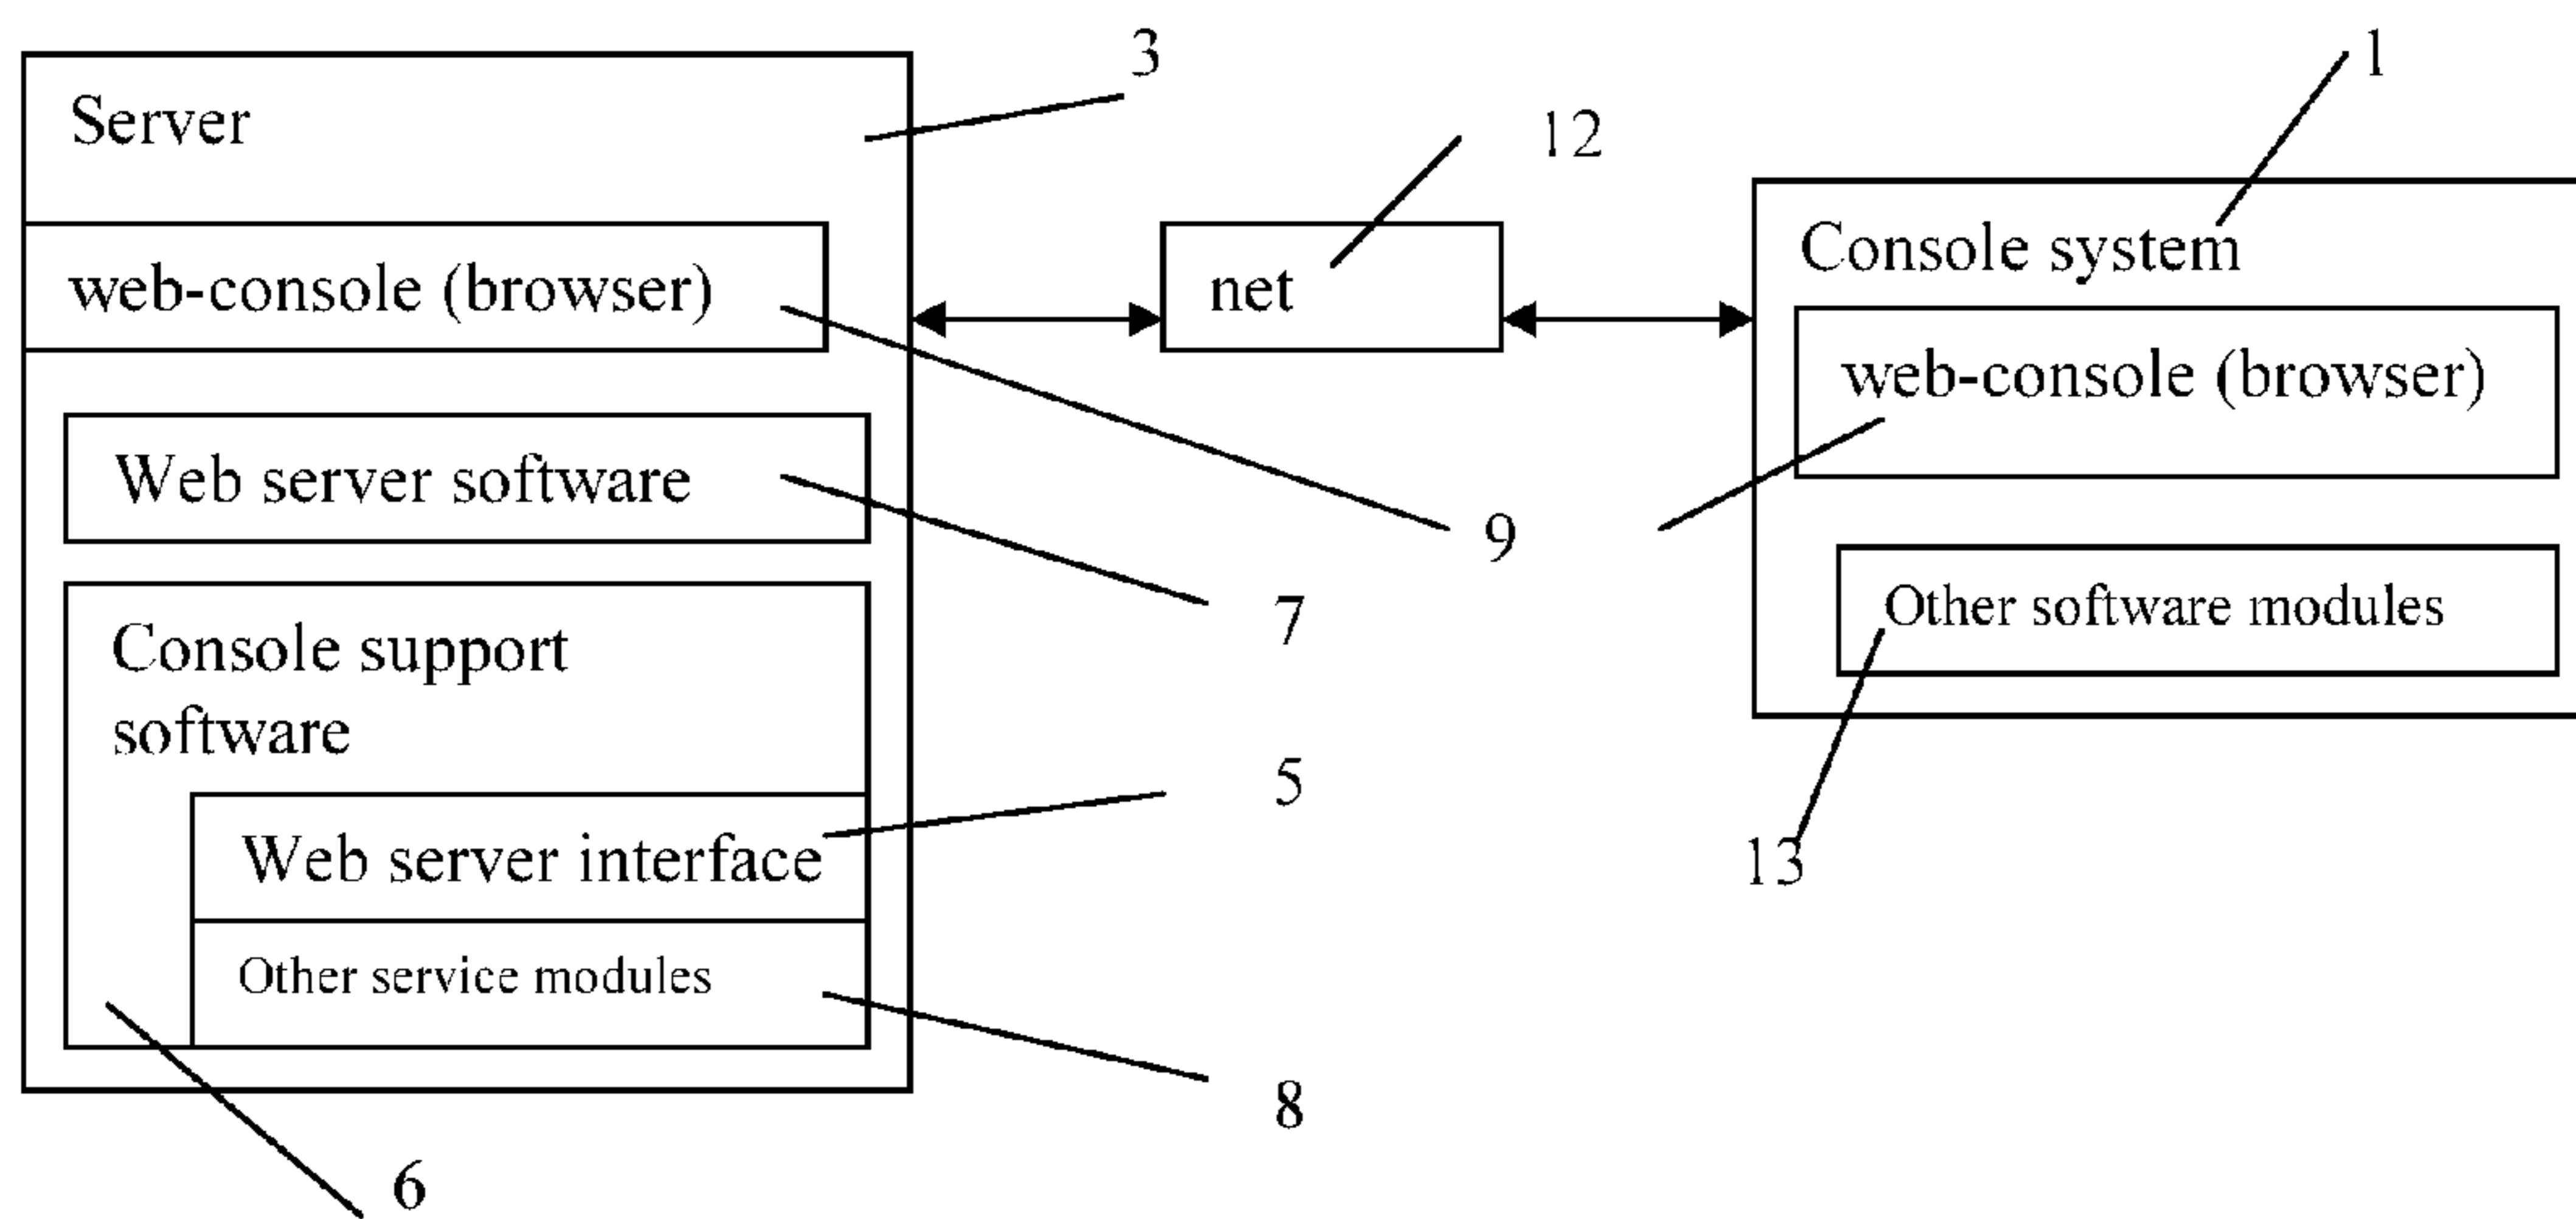 Server
3
web-console (browser)
Web server software
Console support
software
Web server interface
Other service modules
6
net
12
9
7
5
8
1
Console system
web-console (browser)
Other software modules
13